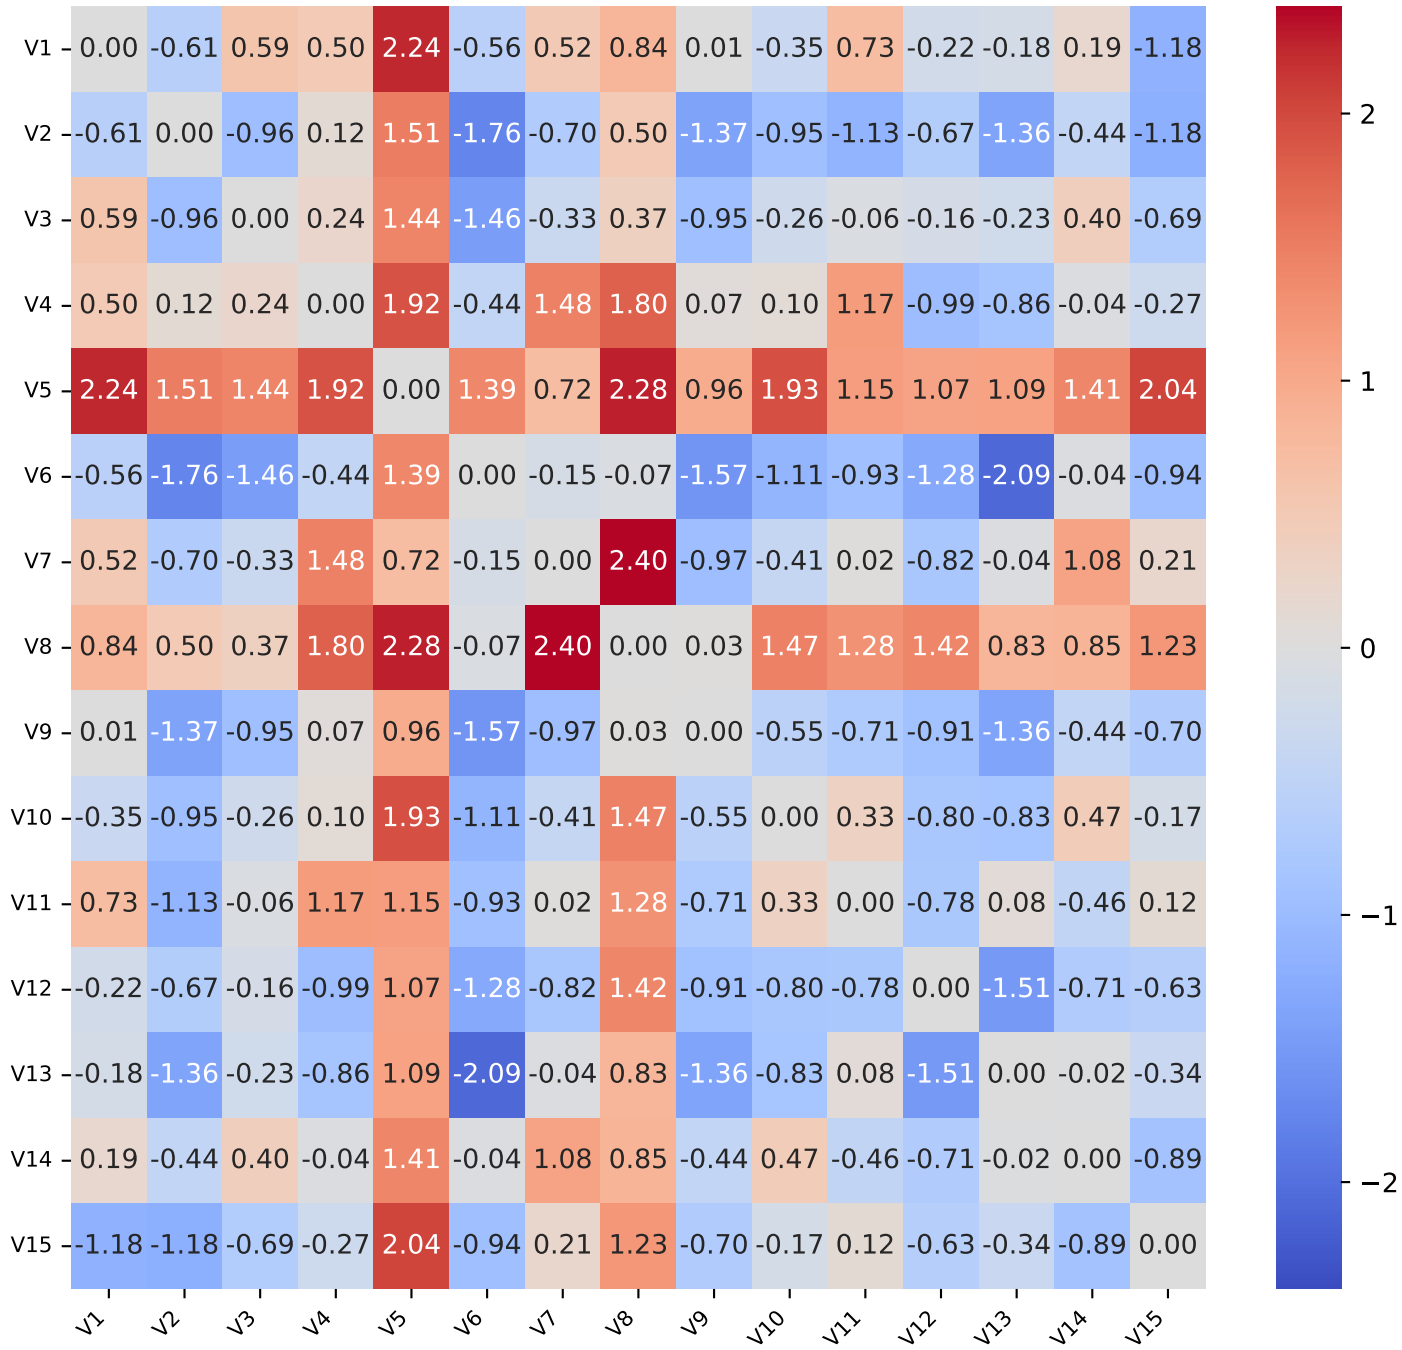 V1 0.00 -0.61 0.59 0.50 2.24 -0.56 0.52 0.84 0.01 -0.35 0.73 -0.22 -0.18 0.19 -1.18
V2 -0.61 0.00 -0.96 0.12 1.51 -1.76 -0.70 0.50 -1.37 -0.95 -1.13 -0.67 -1.36 -0.44 -1.18
V3 0.59 -0.96 0.00 0.24 1.44 -1.46 -0.33 0.37 -0.95 -0.26 -0.06 -0.16 -0.23 0.40 -0.69
V4 0.50 0.12 0.24 0.00 1.92 -0.44 1.48 1.80 0.07 0.10 1.17 -0.99 -0.86 -0.04 -0.27
V5 2.24 1.51 1.44 1.92 0.00 1.39 0.72 2.28 0.96 1.93 1.15 1.07 1.09 1.41 2.04
V6 -0.56 -1.76 -1.46 -0.44 1.39 0.00 -0.15 -0.07 -1.57 -1.11 -0.93 -1.28 -2.09 -0.04 -0.94
V7 0.52 -0.70 -0.33 1.48 0.72 -0.15 0.00 2.40 -0.97 -0.41 0.02 -0.82 -0.04 1.08 0.21
V8 0.84 0.50 0.37 1.80 2.28 -0.07 2.40 0.00 0.03 1.47 1.28 1.42 0.83 0.85 1.23
V9 0.01 -1.37 -0.95 0.07 0.96 -1.57 -0.97 0.03 0.00 -0.55 -0.71 -0.91 -1.36 -0.44 -0.70
V10 -0.35 -0.95 -0.26 0.10 1.93 -1.11 -0.41 1.47 -0.55 0.00 0.33 -0.80 -0.83 0.47 -0.17
V11 0.73 -1.13 -0.06 1.17 1.15 -0.93 0.02 1.28 -0.71 0.33 0.00 -0.78 0.08 -0.46 0.12
V12 -0.22 -0.67 -0.16 -0.99 1.07 -1.28 -0.82 1.42 -0.91 -0.80 -0.78 0.00 -1.51 -0.71 -0.63
V13 -0.18 -1.36 -0.23 -0.86 1.09 -2.09 -0.04 0.83 -1.36 -0.83 0.08 -1.51 0.00 -0.02 -0.34
V14 0.19 -0.44 0.40 -0.04 1.41 -0.04 1.08 0.85 -0.44 0.47 -0.46 -0.71 -0.02 0.00 -0.89
V15 -1.18 -1.18 -0.69 -0.27 2.04 -0.94 0.21 1.23 -0.70 -0.17 0.12 -0.63 -0.34 -0.89 0.00
V1 V2 V3 V4 V5 V6 V7 V8 V9 V10 V11 V12 V13 V14 V15
2
1
0
−1
−2